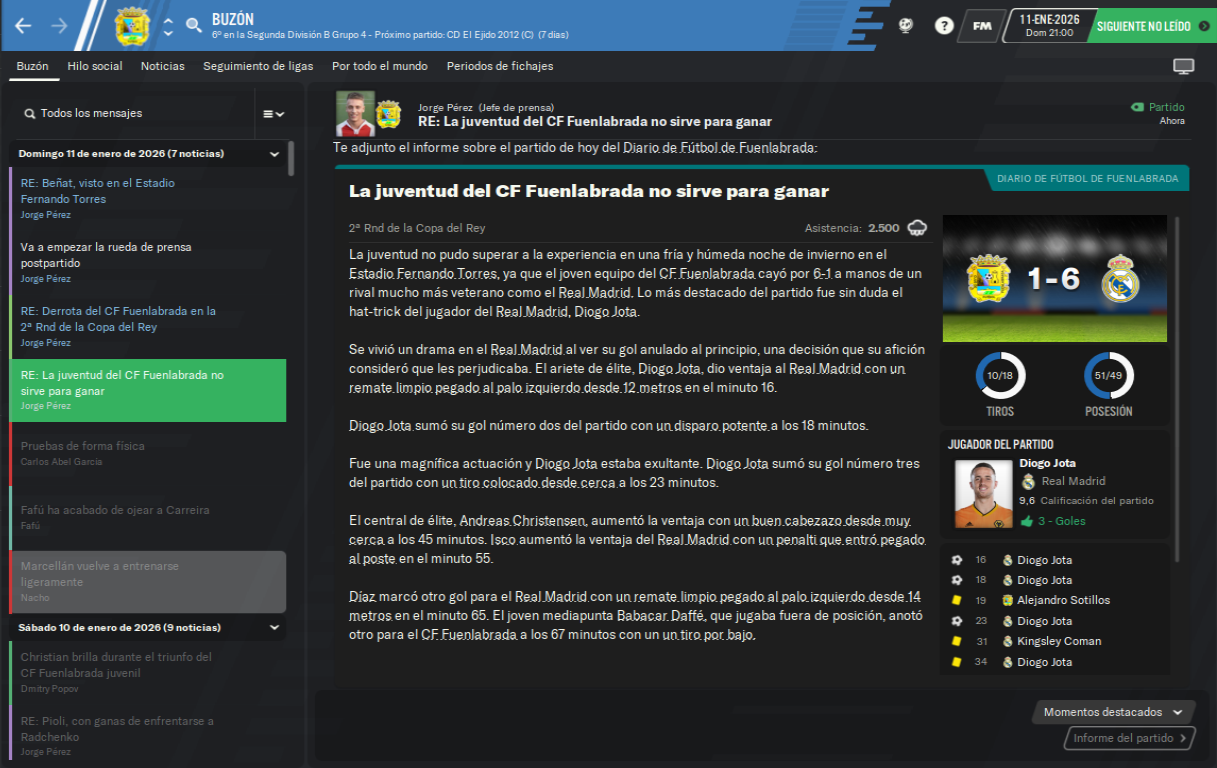 BUZÓN
6º en la Segunda División B Grupo 4 - Próximo partido: CD El Ejido 2012 (C) (7 días)
?
FM
11-ENE-2026
Dom 21:00
SIGUIENTE NO LEÍDO
Buzón Hilo social Noticias Seguimiento de ligas Por todo el mundo Periodos de fichajes
Todos los mensajes
Domingo 11 de enero de 2026 (7 noticias)
RE: Beñat, visto en el Estadio
Fernando Torres
Jorge Pérez
Va a empezar la rueda de prensa
postpartido
Jorge Pérez
RE: Derrota del CF Fuenlabrada en la
2ª Rnd de la Copa del Rey
Jorge Pérez
RE: La juventud del CF Fuenlabrada no
sirve para ganar
Jorge Pérez
Pruebas de forma física
Carlos Abel García
Fafú ha acabado de ojear a Carreira
Fafú
Marcellán vuelve a entrenarse
ligeramente
Nacho
Sábado 10 de enero de 2026 (9 noticias)
Christian brilla durante el triunfo del
CF Fuenlabrada juvenil
Dmitry Popov
RE: Pioli, con ganas de enfrentarse a
Radchenko
Jorge Pérez
Jorge Pérez (Jefe de prensa)
RE: La juventud del CF Fuenlabrada no sirve para ganar
Partido
Ahora
Te adjunto el informe sobre el partido de hoy del Diario de Fútbol de Fuenlabrada:
DIARIO DE FÚTBOL DE FUENLABRADA
La juventud del CF Fuenlabrada no sirve para ganar
2ª Rnd de la Copa del Rey
Asistencia: 2.500
La juventud no pudo superar a la experiencia en una fría y húmeda noche de invierno en el
Estadio Fernando Torres, ya que el joven equipo del CF Fuenlabrada cayó por 6-1 a manos de un
rival mucho más veterano como el Real Madrid. Lo más destacado del partido fue sin duda el
hat-trick del jugador del Real Madrid, Diogo Jota.
Se vivió un drama en el Real Madrid al ver su gol anulado al principio, una decisión que su afición
consideró que les perjudicaba. El ariete de élite, Diogo Jota, dio ventaja al Real Madrid con un
remate limpio pegado al palo izquierdo desde 12 metros en el minuto 16.
Diogo Jota sumó su gol número dos del partido con un disparo potente a los 18 minutos.
Fue una magnífica actuación y Diogo Jota estaba exultante. Diogo Jota sumó su gol número tres
del partido con un tiro colocado desde cerca a los 23 minutos.
El central de élite, Andreas Christensen, aumentó la ventaja con un buen cabezazo desde muy
cerca a los 45 minutos. Isco aumentó la ventaja del Real Madrid con un penalti que entró pegado
al poste en el minuto 55.
Díaz marcó otro gol para el Real Madrid con un remate limpio pegado al palo izquierdo desde 14
metros en el minuto 65. El joven mediapunta Babacar Daffé, que jugaba fuera de posición, anotó
otro para el CF Fuenlabrada a los 67 minutos con un un tiro por bajo.
1-6
10/18
TIROS
51/49
POSESIÓN
JUGADOR DEL PARTIDO
Diogo Jota
Real Madrid
9,6 Calificación del partido
3 - Goles
16 Diogo Jota
18 Diogo Jota
19 Alejandro Sotillos
23 Diogo Jota
31 Kingsley Coman
34 Diogo Jota
Momentos destacados
Informe del partido